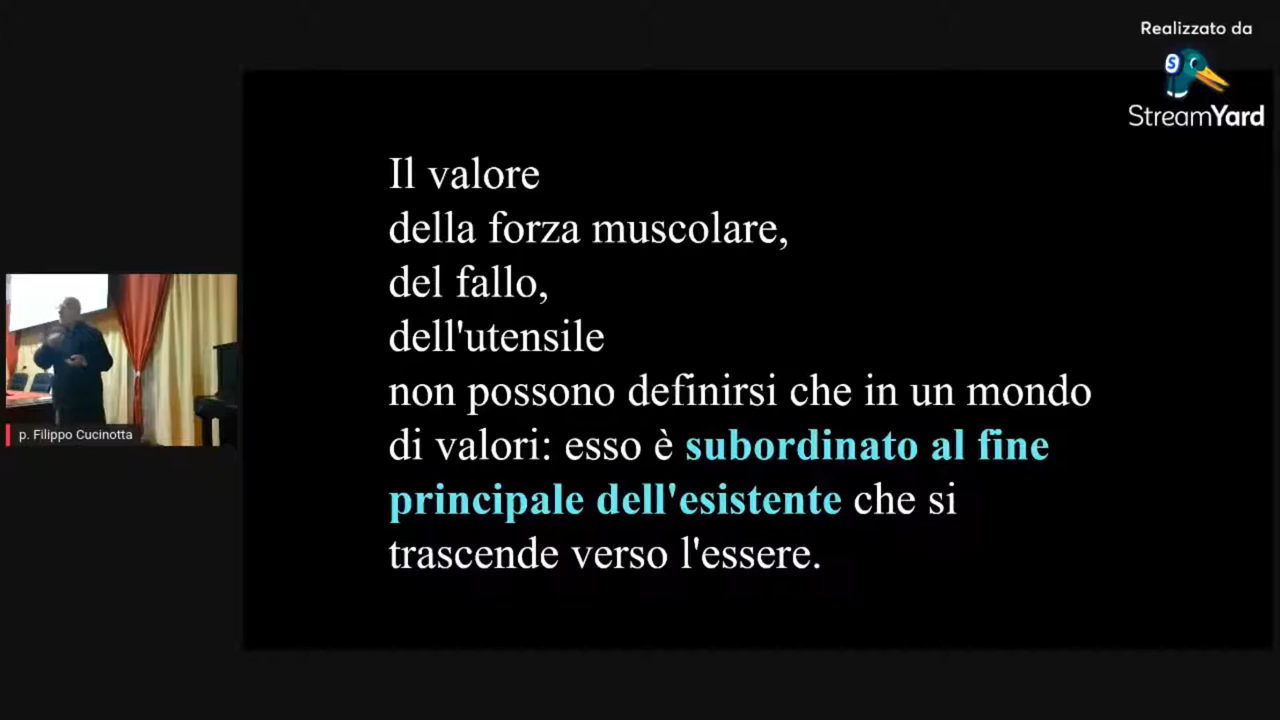 Realizzato da
StreamYard
Il valore
della forza muscolare,
del fallo,
dell'utensile
non possono definirsi che in un mondo
di valori: esso è subordinato al fine
principale dell'esistente che si
trascende verso l'essere.
p. Filippo Cucinotta